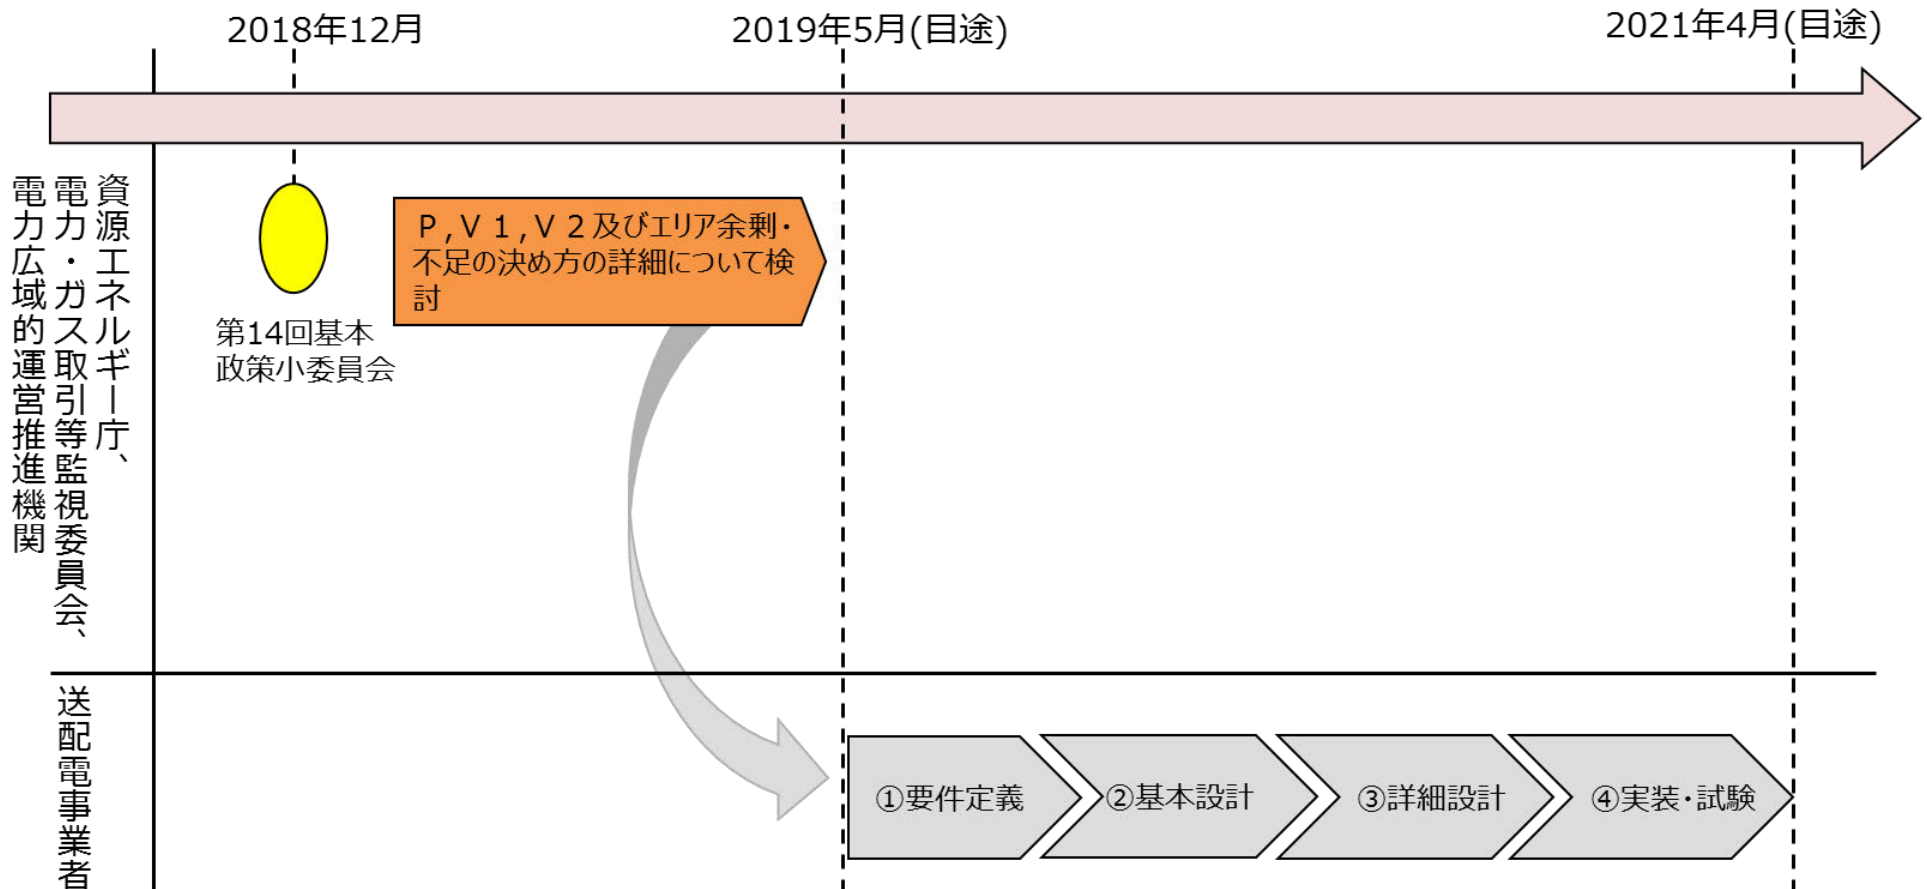 2018年12月
2019年5月(目途)
2021年4月(目途)
資源エネルギー庁、
電力・ガス取引等監視委員会、
電力広域的運営推進機関
Ｐ,Ｖ１,Ｖ２及びエリア余剰・
不足の決め方の詳細について検
討
第14回基本
政策小委員会
送配電事業者
①要件定義
②基本設計
③詳細設計
④実装・試験